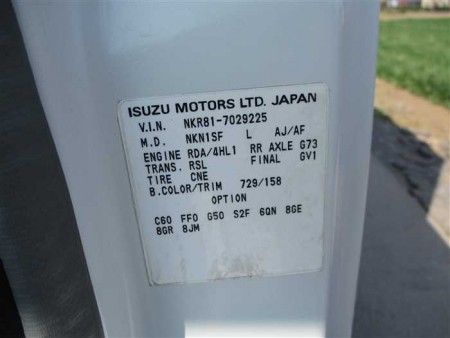 ISUZU MOTORS LTD. JAPAN
V.I.N. NKR81-7029225
M.D. NKN1SF L AJ/AF
ENGINE RDA/4HL1 RR AXLE G73
TRANS. RSL FINAL GV1
TIRE CNE
B.COLOR/TRIM 729/158
OPTION
C60 FF0 G50 S2F 6QN 8GE
8GR 8JM